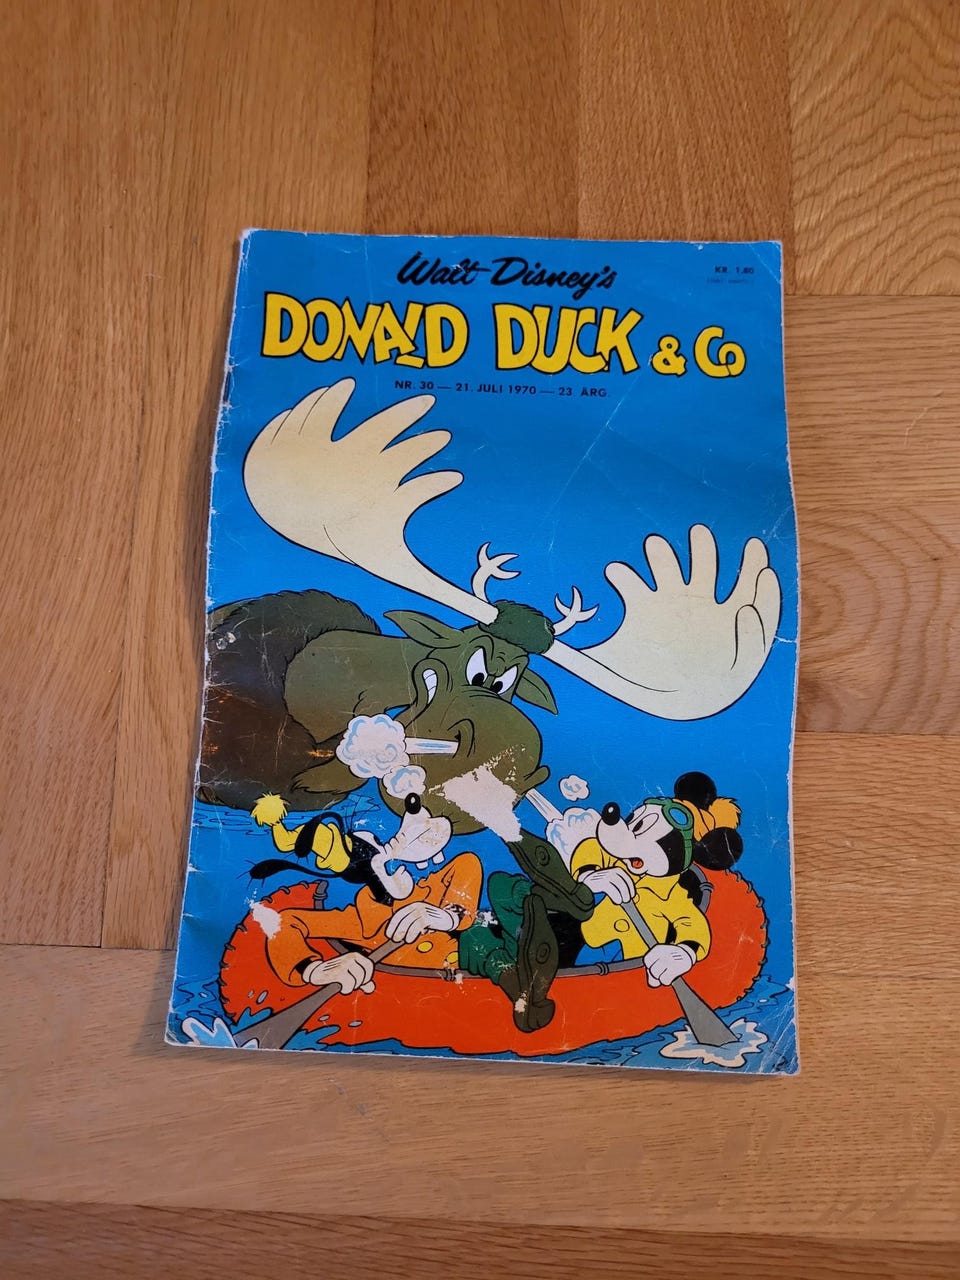 Walt Disney's
KR. 1,80
DONALD DUCK & Co
NR. 30 — 21. JULI 1970 — 23. ÅRG.